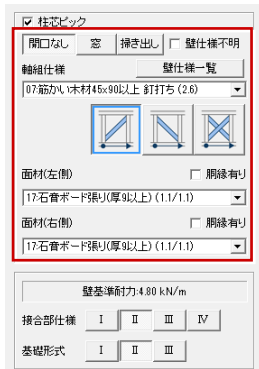 柱芯ピック
開口なし 窓 掃き出し 壁仕様不明
軸組仕様 壁仕様一覧
07:筋かい木材45x90以上 釘打ち (2.6)
面材(左側) 胴縁有り
17:石膏ボード張り(厚9以上) (1.1/1.1)
面材(右側) 胴縁有り
17:石膏ボード張り(厚9以上) (1.1/1.1)
壁基準耐力:4.80 kN/m
接合部仕様 I II III IV
基礎形式 I II III